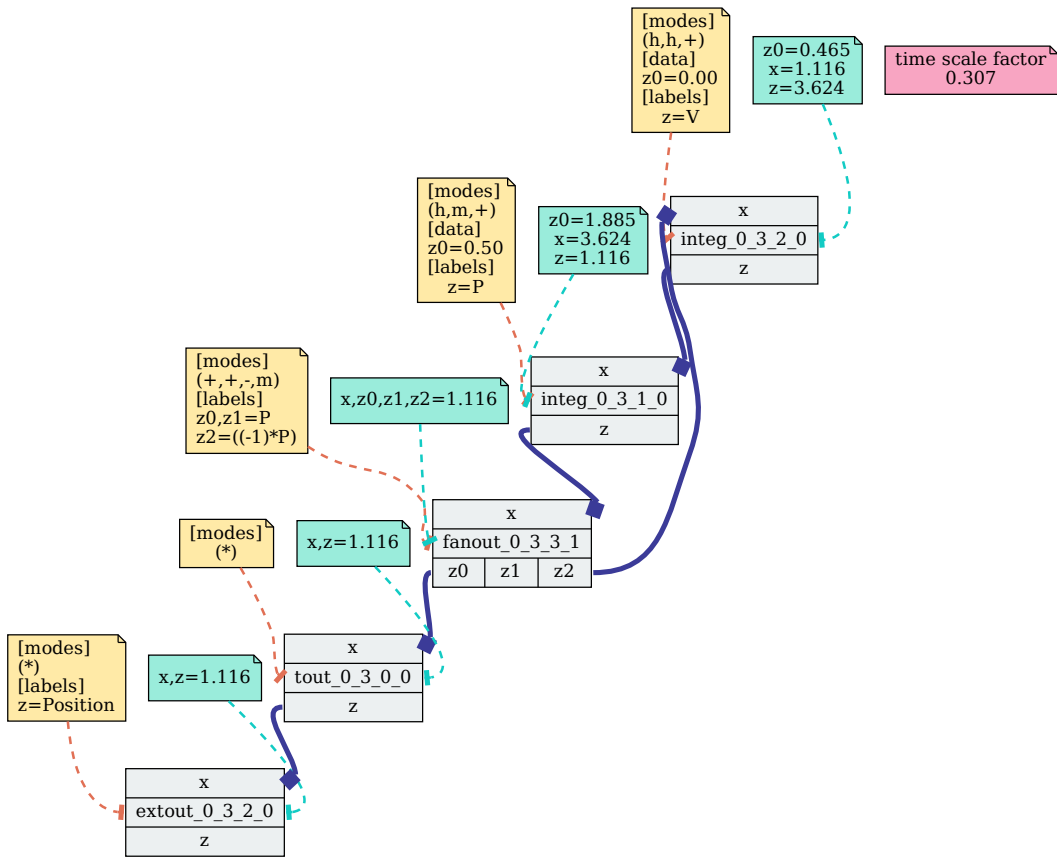 [modes]
(h,h,+)
[data]
z0=0.00
[labels]
z=V
z0=0.465
x=1.116
z=3.624
time scale factor
0.307
[modes]
(h,m,+)
[data]
z0=0.50
[labels]
z=P
z0=1.885
x=3.624
z=1.116
x
integ_0_3_2_0
z
[modes]
(+,+,-,m)
[labels]
z0,z1=P
z2=((-1)*P)
x,z0,z1,z2=1.116
x
integ_0_3_1_0
z
[modes]
(*)
x,z=1.116
x
fanout_0_3_3_1
z0 z1 z2
[modes]
(*)
[labels]
z=Position
x,z=1.116
x
tout_0_3_0_0
z
x
extout_0_3_2_0
z